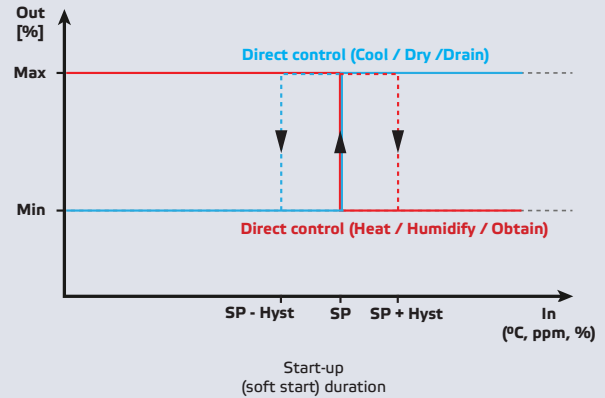 Out
[%]
Direct control (Cool / Dry /Drain)
Max
Min
Direct control (Heat / Humidify / Obtain)
SP - Hyst
SP
SP + Hyst
In
(ºC, ppm, %)
Start-up
(soft start) duration